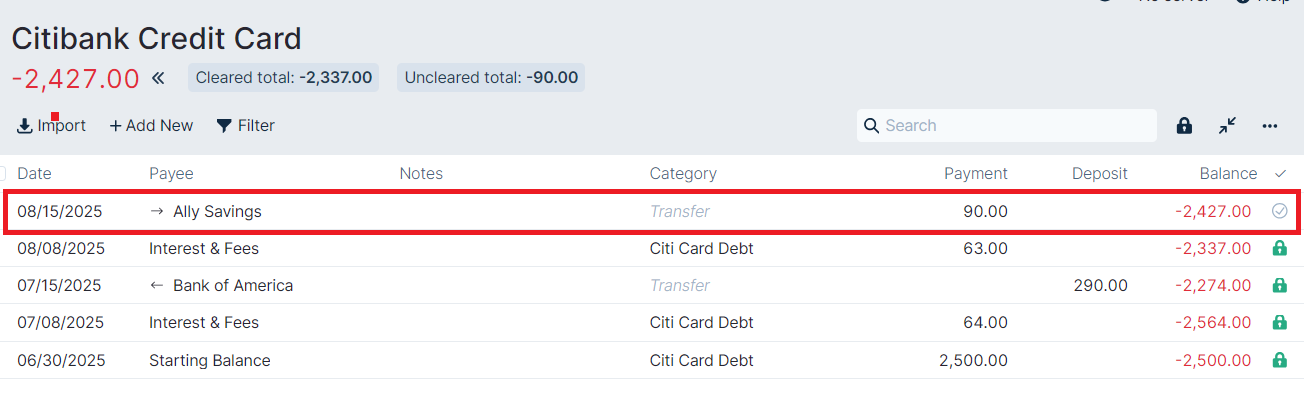 Citibank Credit Card
-2,427.00 Cleared total: -2,337.00 Uncleared total: -90.00
Import + Add New Filter Search
Date Payee Notes Category Payment Deposit Balance
08/15/2025 → Ally Savings Transfer 90.00 -2,427.00
08/08/2025 Interest & Fees Citi Card Debt 63.00 -2,337.00
07/15/2025 ← Bank of America Transfer 290.00 -2,274.00
07/08/2025 Interest & Fees Citi Card Debt 64.00 -2,564.00
06/30/2025 Starting Balance Citi Card Debt 2,500.00 -2,500.00